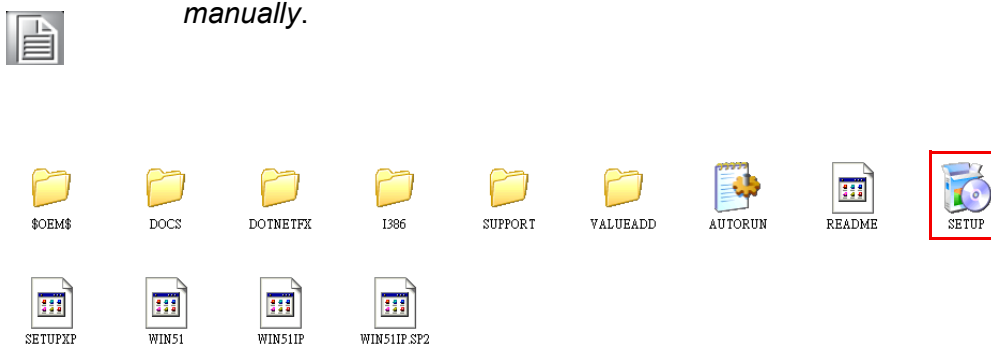 manually.
$OEM$ DOCS DOTNETFX I386 SUPPORT VALUEADD AUTORUN README SETUP
SETUPXP WIN51 WIN51IP WIN51IP.SP2